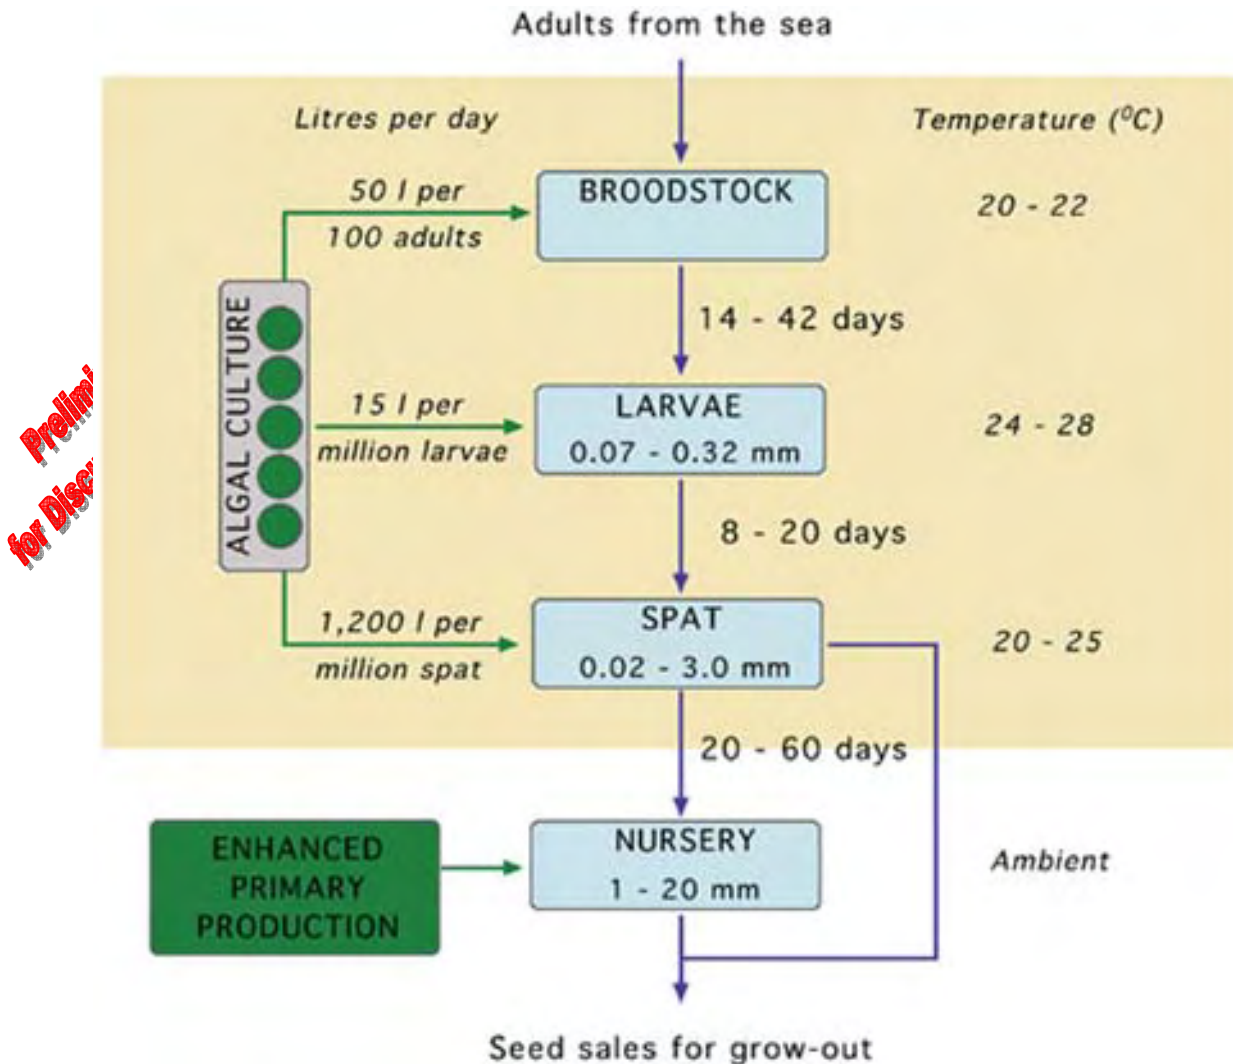 Adults from the sea
Litres per day
Temperature (⁰C)
50 l per
100 adults
BROODSTOCK
20 - 22
14 - 42 days
ALGAL CULTURE
15 l per
million larvae
LARVAE
0.07 - 0.32 mm
24 - 28
8 - 20 days
1,200 l per
million spat
SPAT
0.02 - 3.0 mm
20 - 25
20 - 60 days
ENHANCED
PRIMARY
PRODUCTION
NURSERY
1 - 20 mm
Ambient
Seed sales for grow-out
for